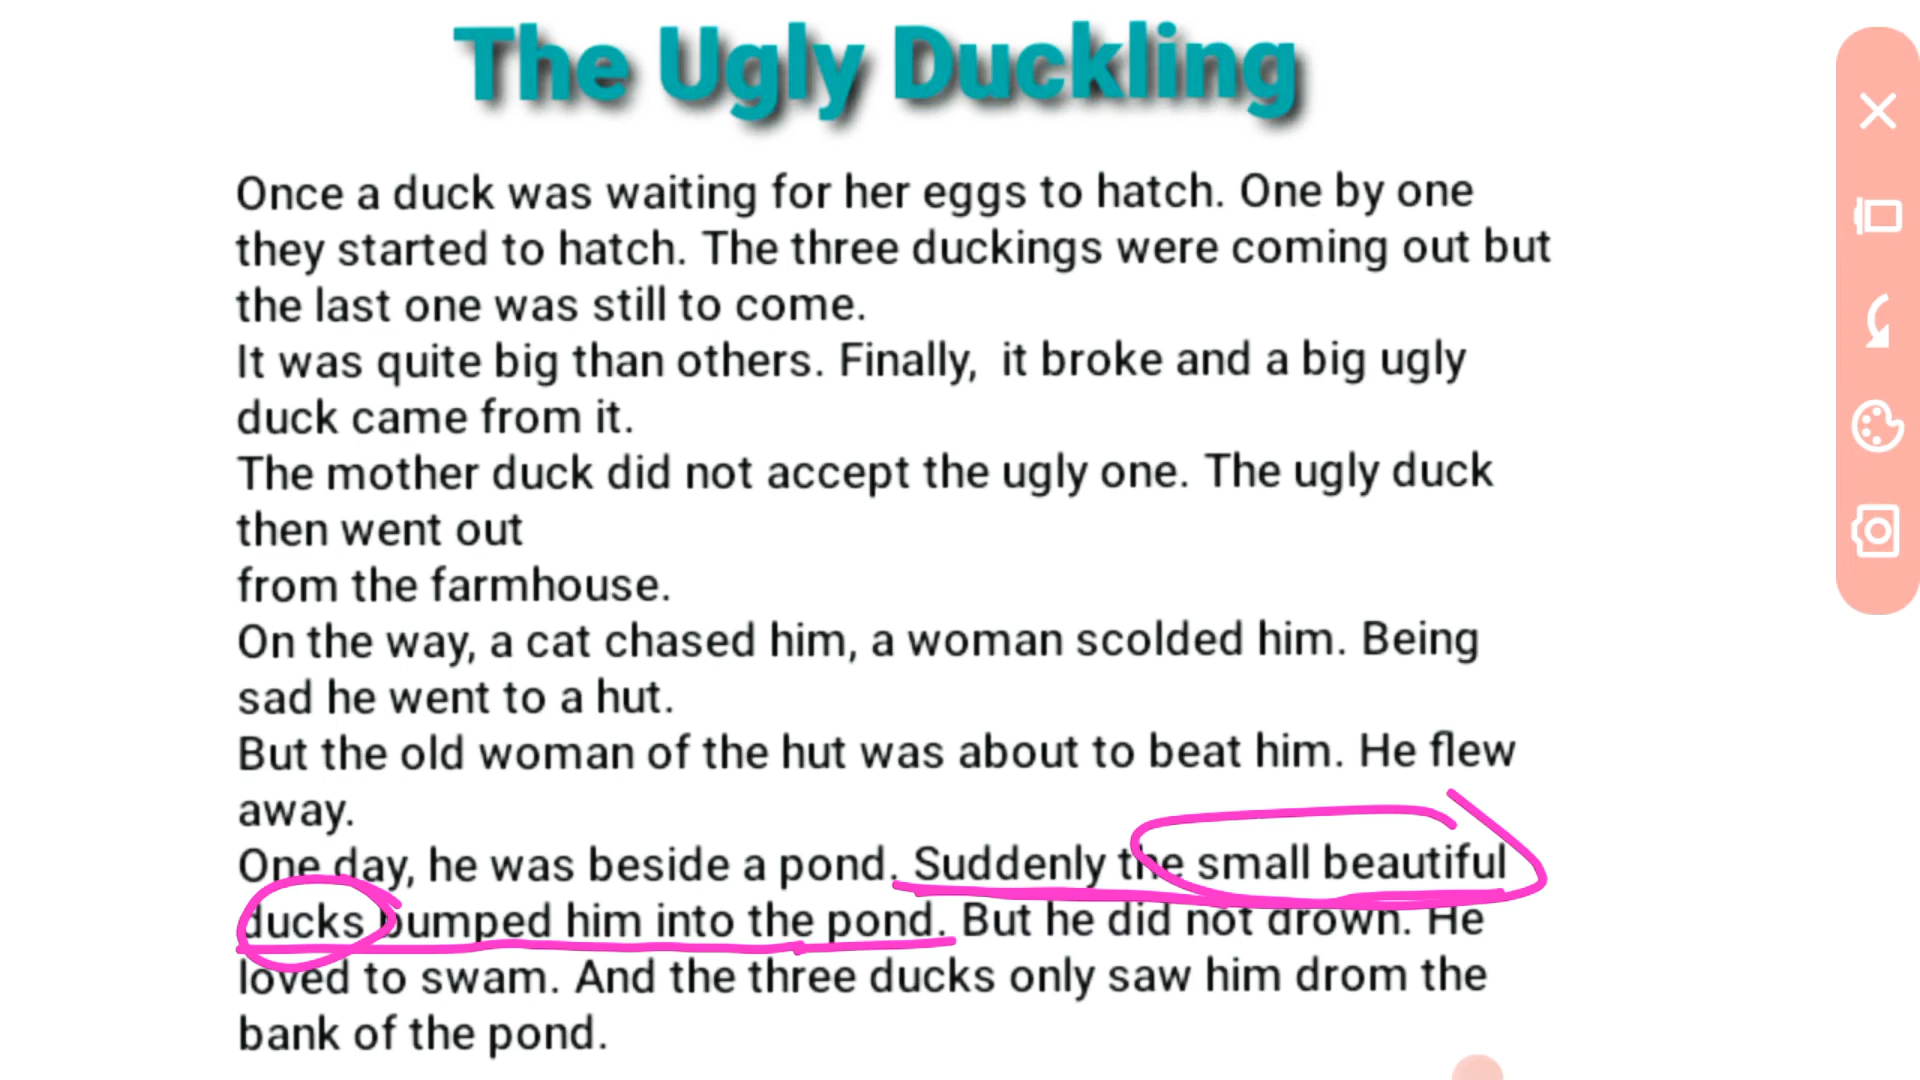 The Ugly Duckling
Once a duck was waiting for her eggs to hatch. One by one
they started to hatch. The three duckings were coming out but
the last one was still to come.
It was quite big than others. Finally, it broke and a big ugly
duck came from it.
The mother duck did not accept the ugly one. The ugly duck
then went out
from the farmhouse.
On the way, a cat chased him, a woman scolded him. Being
sad he went to a hut.
But the old woman of the hut was about to beat him. He flew
away.
One day, he was beside a pond. Suddenly the small beautiful
ducks bumped him into the pond. But he did not drown. He
loved to swam. And the three ducks only saw him drom the
bank of the pond.